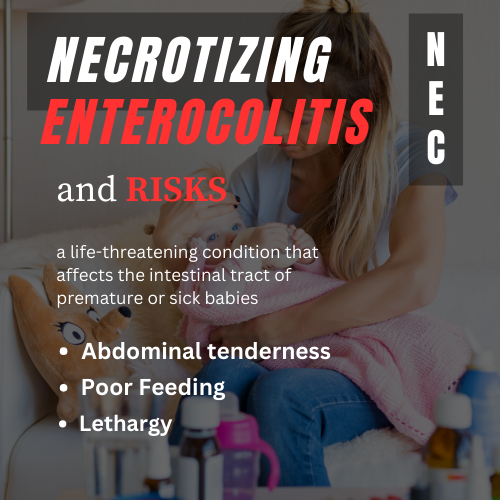 NECROTIZING
ENTEROCOLITIS
and RISKS
a life-threatening condition that
affects the intestinal tract of
premature or sick babies
• Abdominal tenderness
• Poor Feeding
• Lethargy
N
E
C